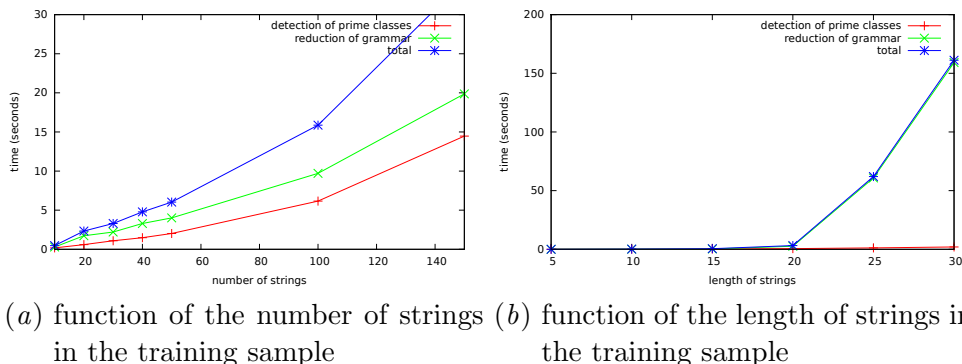 30
25
20
15
10
5
0
time (seconds)
detection of prime classes
reduction of grammar
total
20 40 60 80 100 120 140
number of strings
200
150
100
50
0
time (seconds)
detection of prime classes
reduction of grammar
total
5 10 15 20 25 30
length of strings
(a) function of the number of strings
in the training sample
(b) function of the length of strings in
the training sample